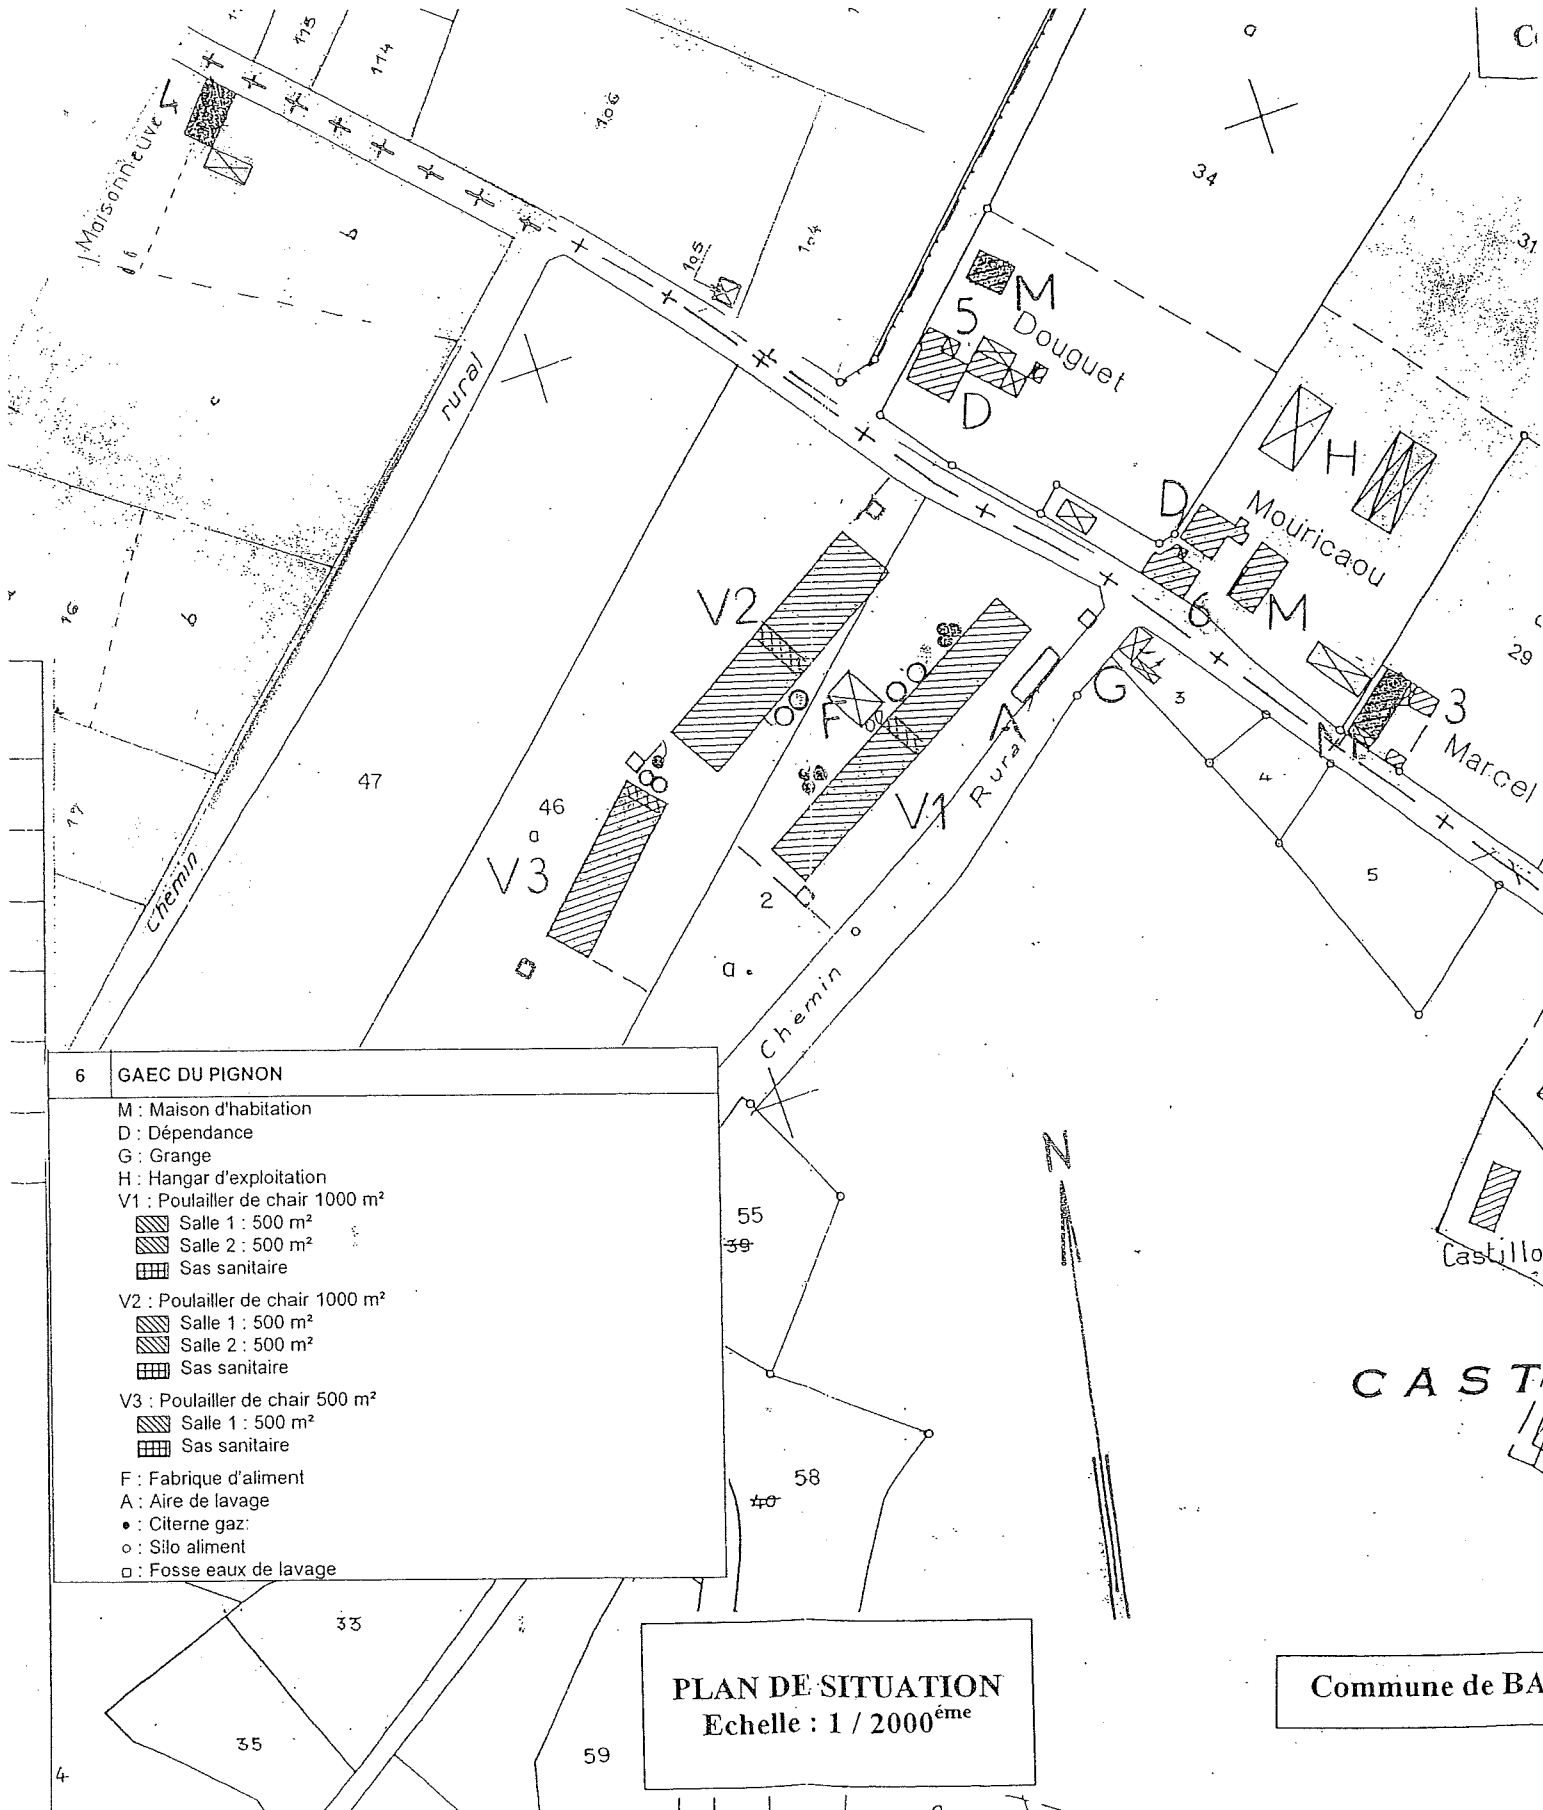 115
114
106
105
104
Maisonneuve
b
c
rural
Chemin
16
b
17
47
46
a
34
a
31
29
M
5
Douguet
D
H
D
Mouricaou
6
M
3
Marcel
V2
F
V1
V3
A
Rural
G
3
4
5
2
a
Chemin
N
55
39
58
40
33
35
59
4
6 GAEC DU PIGNON
M : Maison d'habitation
D : Dépendance
G : Grange
H : Hangar d'exploitation
V1 : Poulailler de chair 1000 m²
Salle 1 : 500 m²
Salle 2 : 500 m²
Sas sanitaire
V2 : Poulailler de chair 1000 m²
Salle 1 : 500 m²
Salle 2 : 500 m²
Sas sanitaire
V3 : Poulailler de chair 500 m²
Salle 1 : 500 m²
Sas sanitaire
F : Fabrique d'aliment
A : Aire de lavage
• : Citerne gaz:
o : Silo aliment
□ : Fosse eaux de lavage
Castillo
CAST
PLAN DE SITUATION
Echelle : 1 / 2000éme
Commune de BA